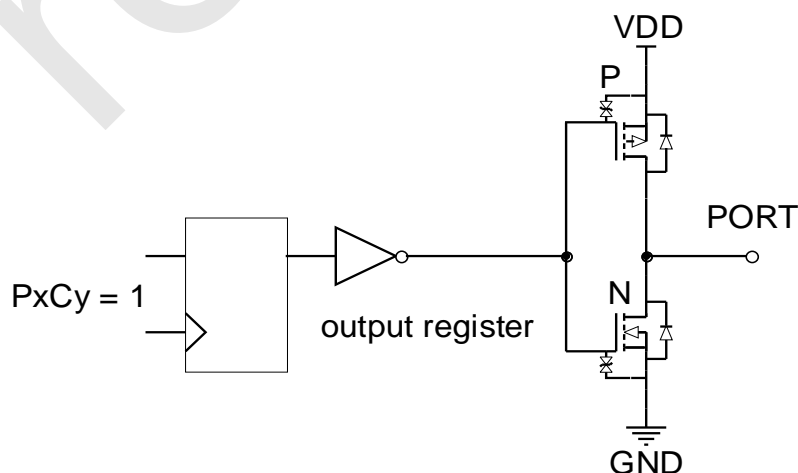 VDD
P
PORT
PxCy = 1
N
output register
GND